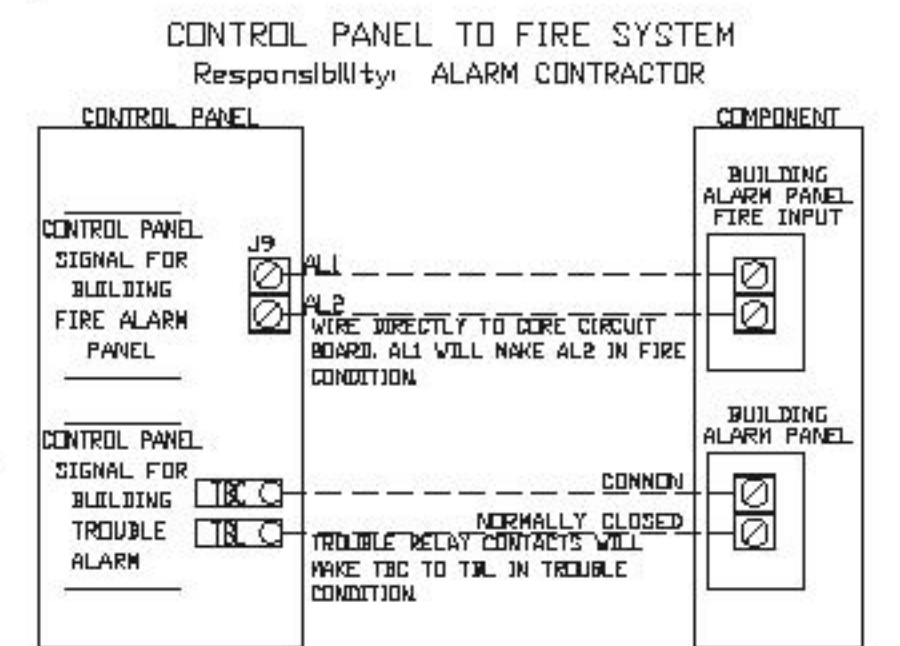 CONTROL PANEL TO FIRE SYSTEM
Responsibility: ALARM CONTRACTOR
CONTROL PANEL
COMPONENT
CONTROL PANEL
SIGNAL FOR
BUILDING
FIRE ALARM
PANEL
J9
AL1
AL2
WIRE DIRECTLY TO CORE CIRCUIT
BOARD. AL1 WILL MAKE AL2 IN FIRE
CONDITION.
BUILDING
ALARM PANEL
FIRE INPUT
CONTROL PANEL
SIGNAL FOR
BUILDING
TROUBLE
ALARM
TBC
TBL
COMMON
NORMALLY CLOSED
TROUBLE RELAY CONTACTS WILL
MAKE TBC TO TBL IN TROUBLE
CONDITION.
BUILDING
ALARM PANEL